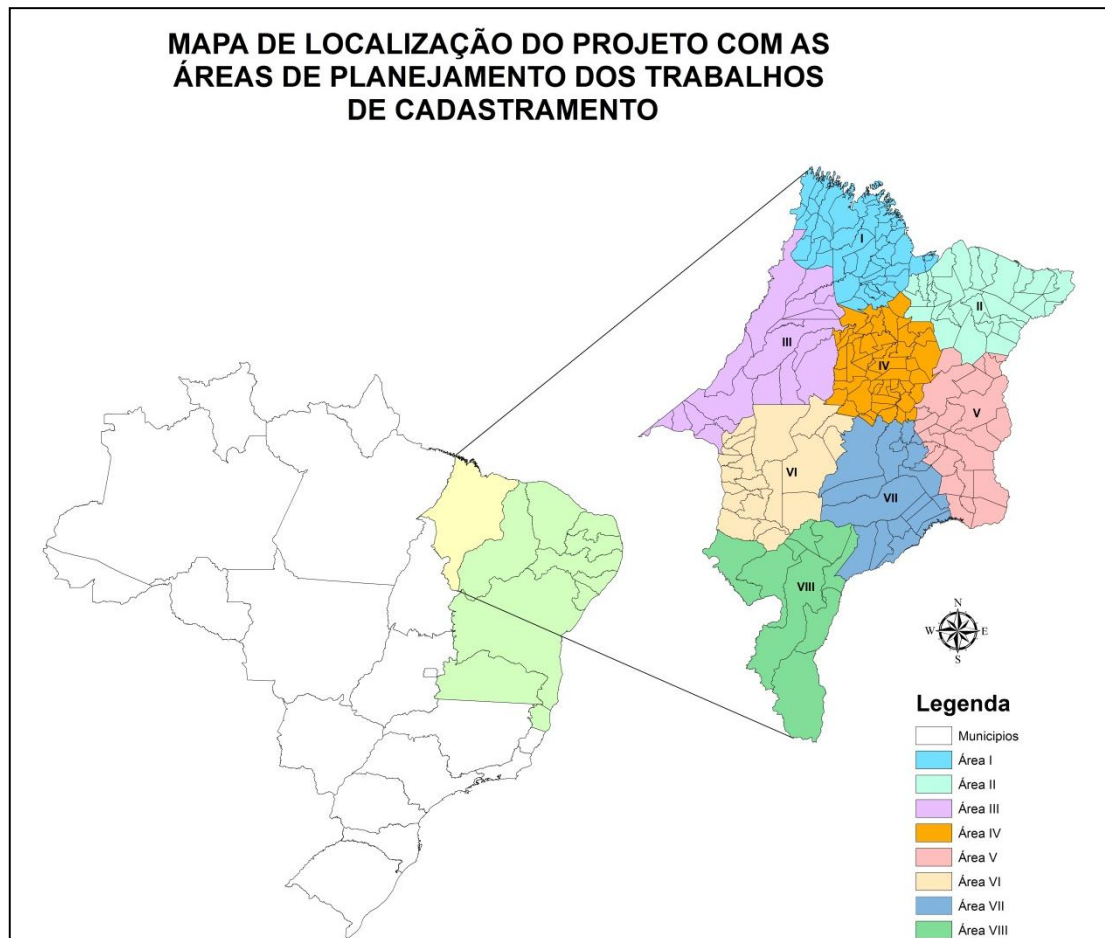 MAPA DE LOCALIZAÇÃO DO PROJETO COM AS
ÁREAS DE PLANEJAMENTO DOS TRABALHOS
DE CADASTRAMENTO
I
II
III
IV
V
VI
VII
VIII
N
W E
S
Legenda
Municipios
Área I
Área II
Área III
Área IV
Área V
Área VI
Área VII
Área VIII